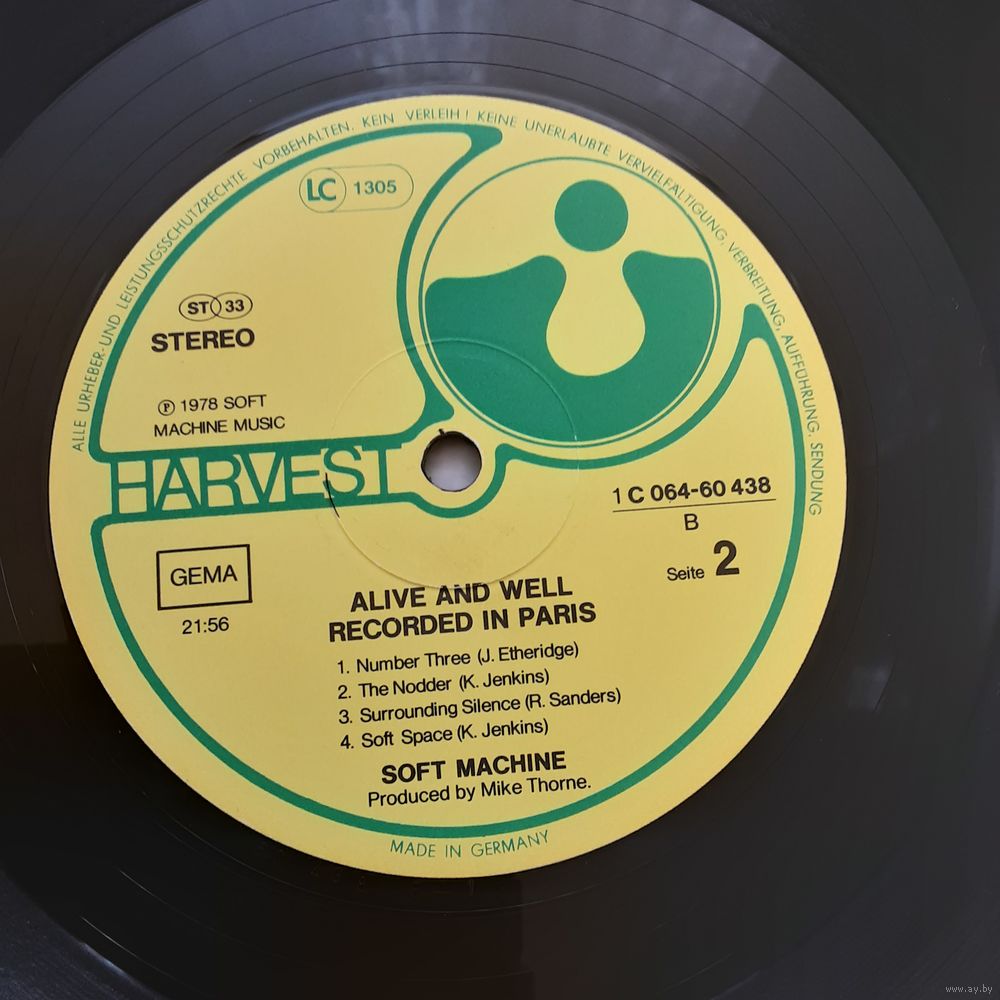 ALLE URHEBER- UND LEISTUNGSSCHUTZRECHTE VORBEHALTEN. KEIN VERLEIH! KEINE UNERLAUBTE VERVIELFÄLTIGUNG, VERBREITUNG, AUFFÜHRUNG, SENDUNG
LC 1305
ST 33
STEREO
℗ 1978 SOFT
MACHINE MUSIC
HARVEST
1 C 064-60 438
B
Seite 2
GEMA
21:56
ALIVE AND WELL
RECORDED IN PARIS
1. Number Three (J. Etheridge)
2. The Nodder (K. Jenkins)
3. Surrounding Silence (R. Sanders)
4. Soft Space (K. Jenkins)
SOFT MACHINE
Produced by Mike Thorne.
MADE IN GERMANY
www.ay.by